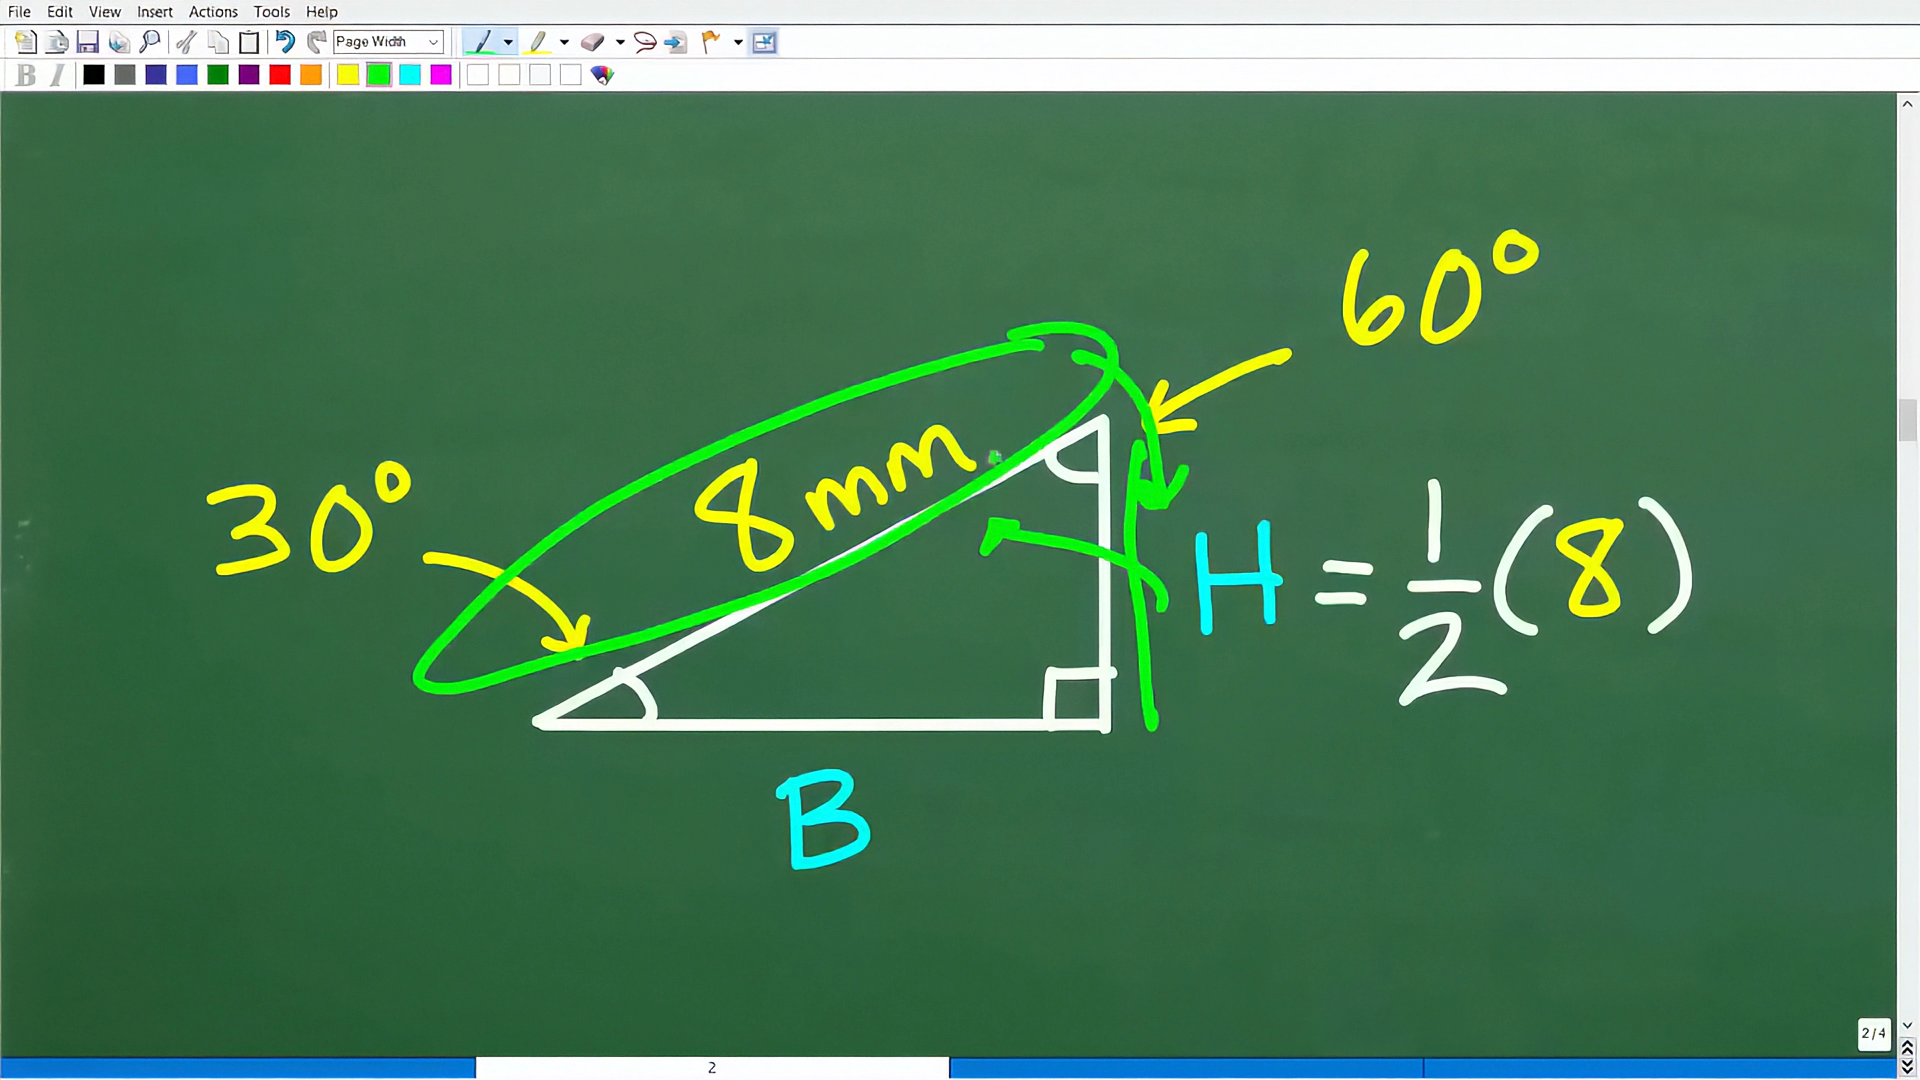 File Edit View Insert Actions Tools Help
Page Width
B I
60°
30°
8mm
H = 1/2 (8)
B
2/4
2